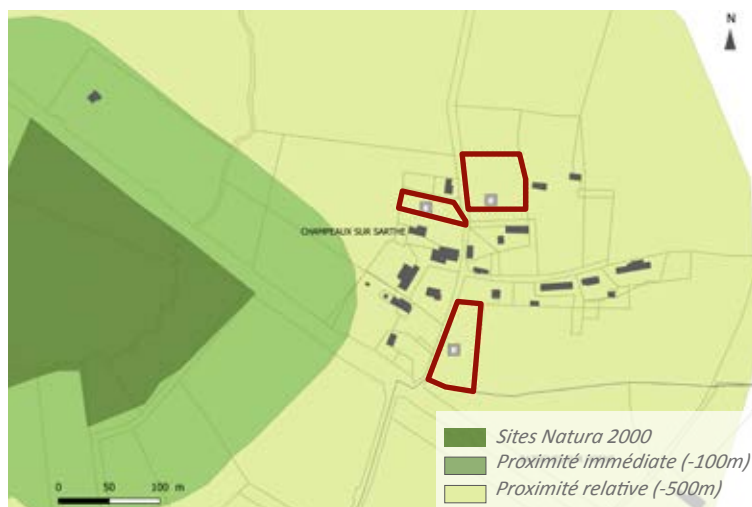 N
CHAMPEAUX SUR SARTHE
Sites Natura 2000
Proximité immédiate (-100m)
Proximité relative (-500m)
0 50 100 m